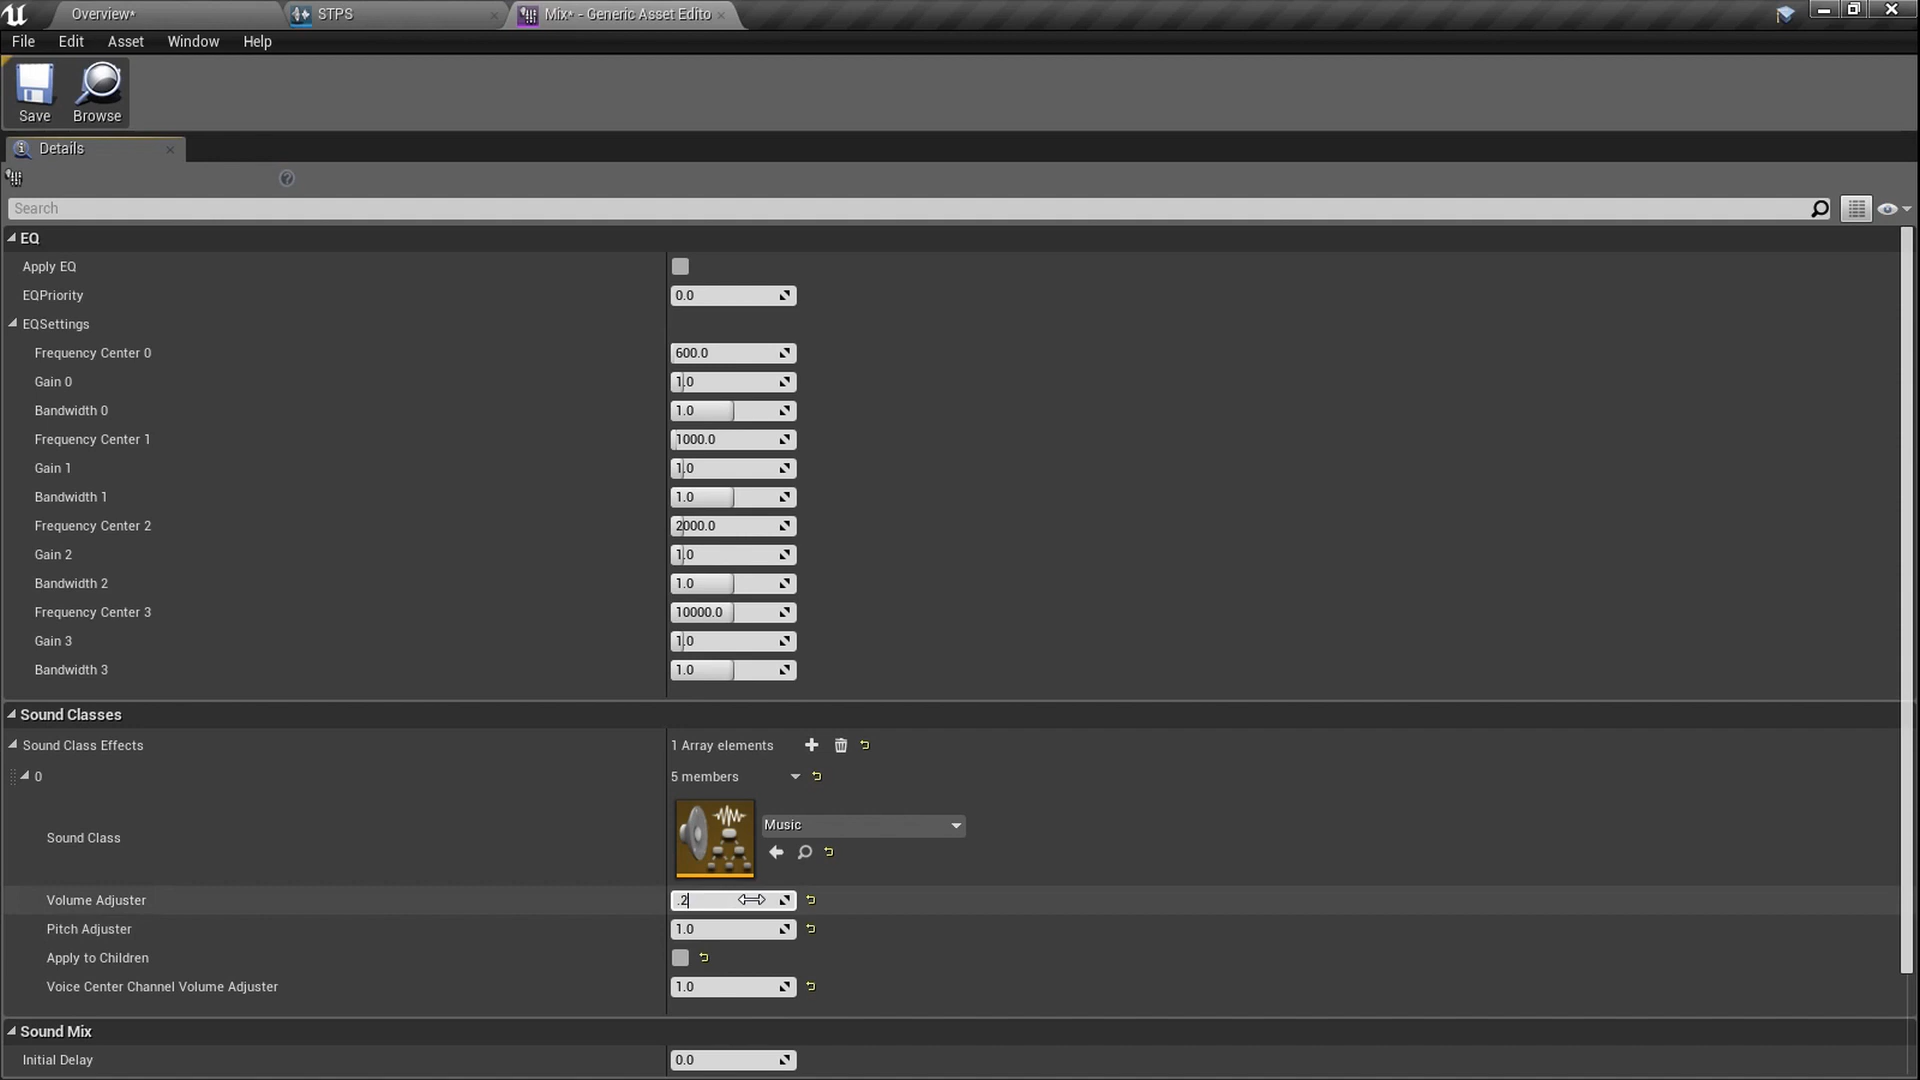 Overview*
STPS
Mix* - Generic Asset Edito
File
Edit
Asset
Window
Help
Save
Browse
Details
Search
EQ
Apply EQ
EQPriority
0.0
EQSettings
Frequency Center 0
600.0
Gain 0
1.0
Bandwidth 0
1.0
Frequency Center 1
1000.0
Gain 1
1.0
Bandwidth 1
1.0
Frequency Center 2
2000.0
Gain 2
1.0
Bandwidth 2
1.0
Frequency Center 3
10000.0
Gain 3
1.0
Bandwidth 3
1.0
Sound Classes
Sound Class Effects
1 Array elements
0
5 members
Sound Class
Music
Volume Adjuster
.2
Pitch Adjuster
1.0
Apply to Children
Voice Center Channel Volume Adjuster
1.0
Sound Mix
Initial Delay
0.0